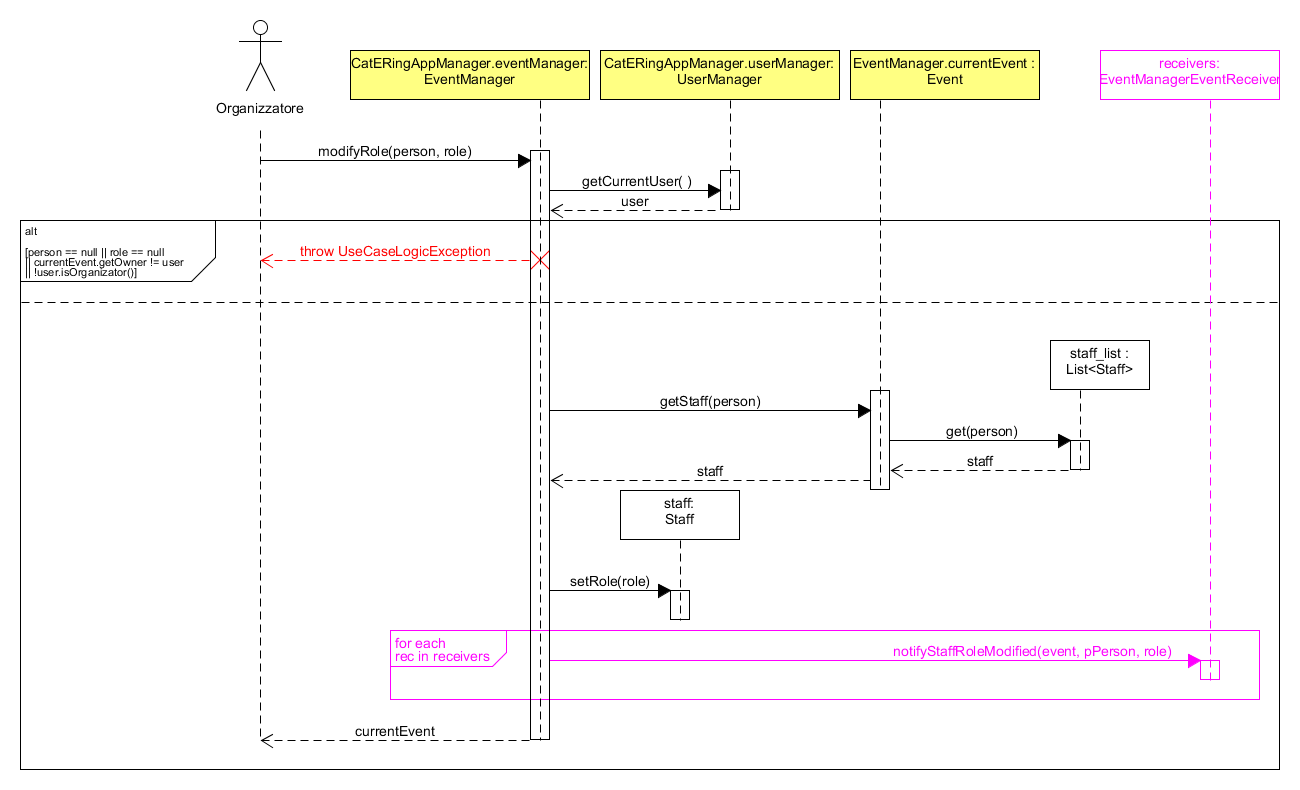 Organizzatore
CatERingAppManager.eventManager:
EventManager
CatERingAppManager.userManager:
UserManager
EventManager.currentEvent :
Event
receivers:
EventManagerEventReceiver
modifyRole(person, role)
getCurrentUser( )
user
alt
[person == null || role == null
|| currentEvent.getOwner != user
|| !user.isOrganizator()]
throw UseCaseLogicException
staff_list :
List<Staff>
getStaff(person)
get(person)
staff
staff
staff:
Staff
setRole(role)
for each
rec in receivers
notifyStaffRoleModified(event, pPerson, role)
currentEvent